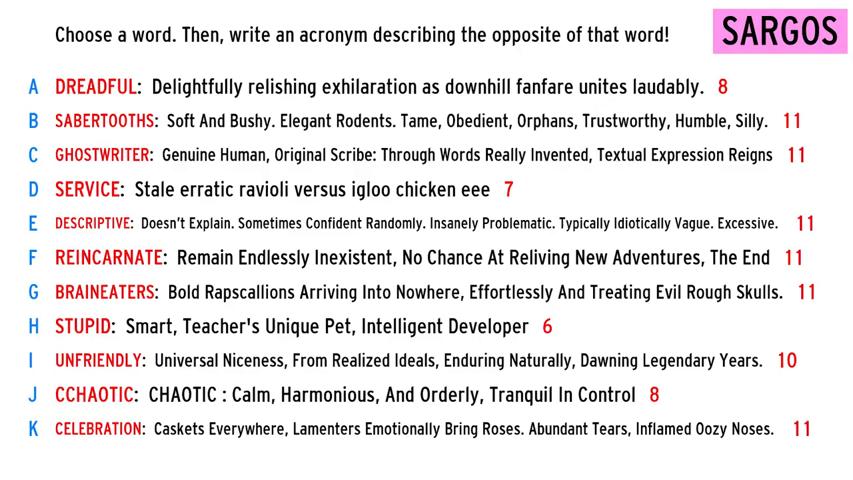 Choose a word. Then, write an acronym describing the opposite of that word!
SARGOS
A DREADFUL: Delightfully relishing exhilaration as downhill fanfare unites laudably. 8
B SABERTOOTHS: Soft And Bushy. Elegant Rodents. Tame, Obedient, Orphans, Trustworthy, Humble, Silly. 11
C GHOSTWRITER: Genuine Human, Original Scribe: Through Words Really Invented, Textual Expression Reigns 11
D SERVICE: Stale erratic ravioli versus igloo chicken eee 7
E DESCRIPTIVE: Doesn't Explain. Sometimes Confident Randomly. Insanely Problematic. Typically Idiotically Vague. Excessive. 11
F REINCARNATE: Remain Endlessly Inexistent, No Chance At Reliving New Adventures, The End 11
G BRAINEATERS: Bold Rapscallions Arriving Into Nowhere, Effortlessly And Treating Evil Rough Skulls. 11
H STUPID: Smart, Teacher's Unique Pet, Intelligent Developer 6
I UNFRIENDLY: Universal Niceness, From Realized Ideals, Enduring Naturally, Dawning Legendary Years. 10
J CCHAOTIC: CHAOTIC : Calm, Harmonious, And Orderly, Tranquil In Control 8
K CELEBRATION: Caskets Everywhere, Lamenters Emotionally Bring Roses. Abundant Tears, Inflamed Oozy Noses. 11